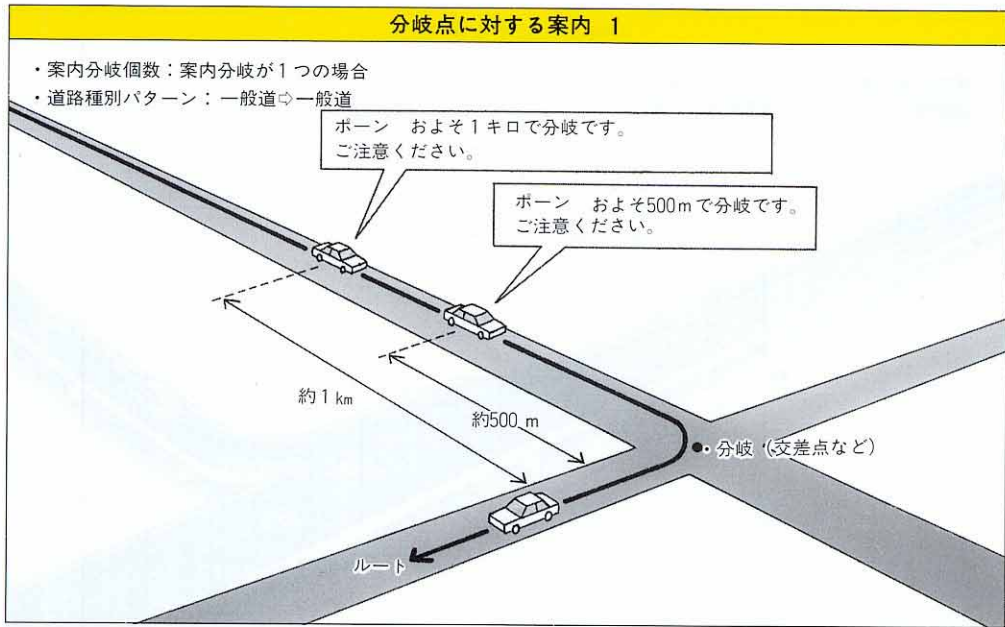 分岐点に対する案内 1
・案内分岐個数：案内分岐が1つの場合
・道路種別パターン：一般道⇨一般道
ポーン　およそ1キロで分岐です。
ご注意ください。
ポーン　およそ500mで分岐です。
ご注意ください。
約1km
約500m
分岐（交差点など）
ルート